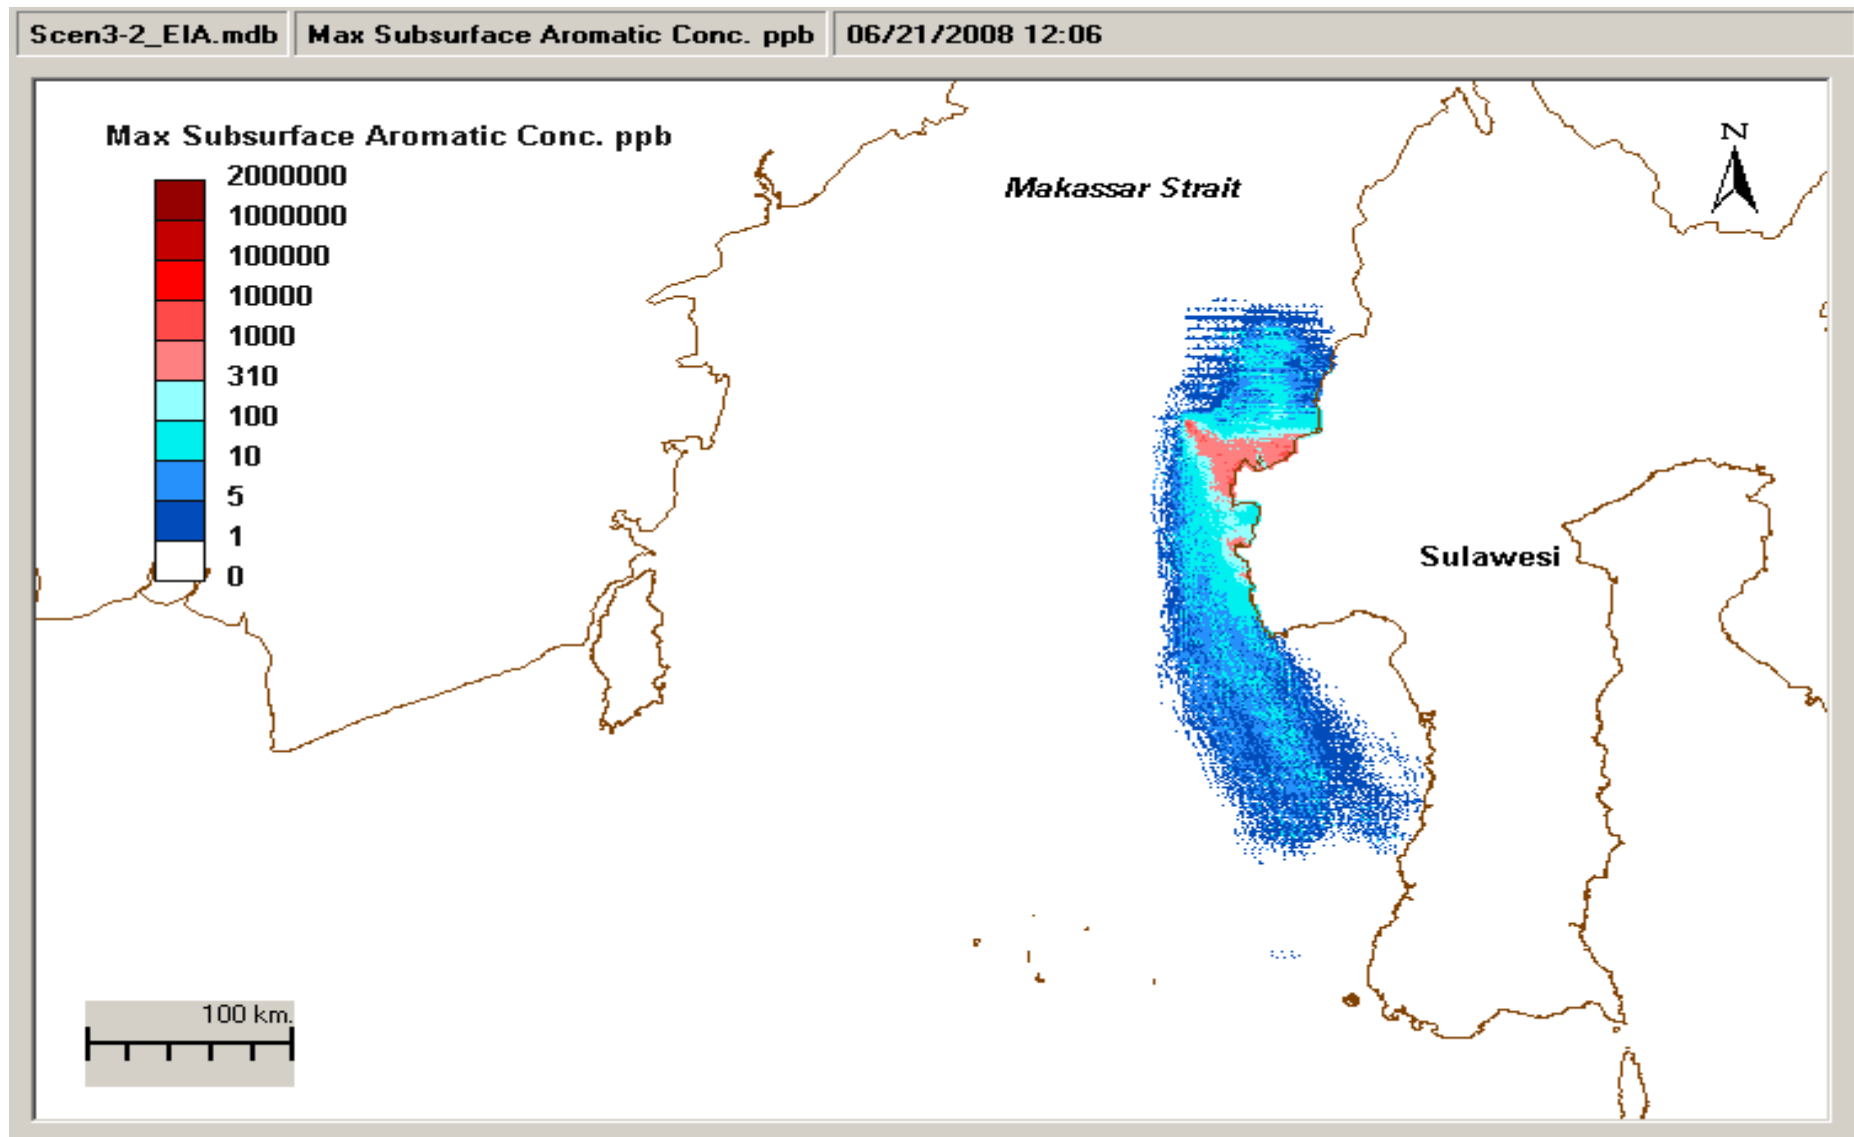 Scen3-2_EIA.mdb Max Subsurface Aromatic Conc. ppb 06/21/2008 12:06
Max Subsurface Aromatic Conc. ppb
2000000
1000000
100000
10000
1000
310
100
10
5
1
0
Makassar Strait
N
Sulawesi
100 km.